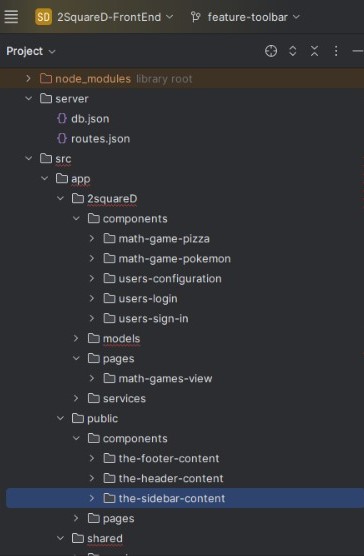 SD 2SquareD-FrontEnd feature-toolbar
Project
node_modules library root
server
{} db.json
{} routes.json
src
app
2squareD
components
math-game-pizza
math-game-pokemon
users-configuration
users-login
users-sign-in
models
pages
math-games-view
services
public
components
the-footer-content
the-header-content
the-sidebar-content
pages
shared